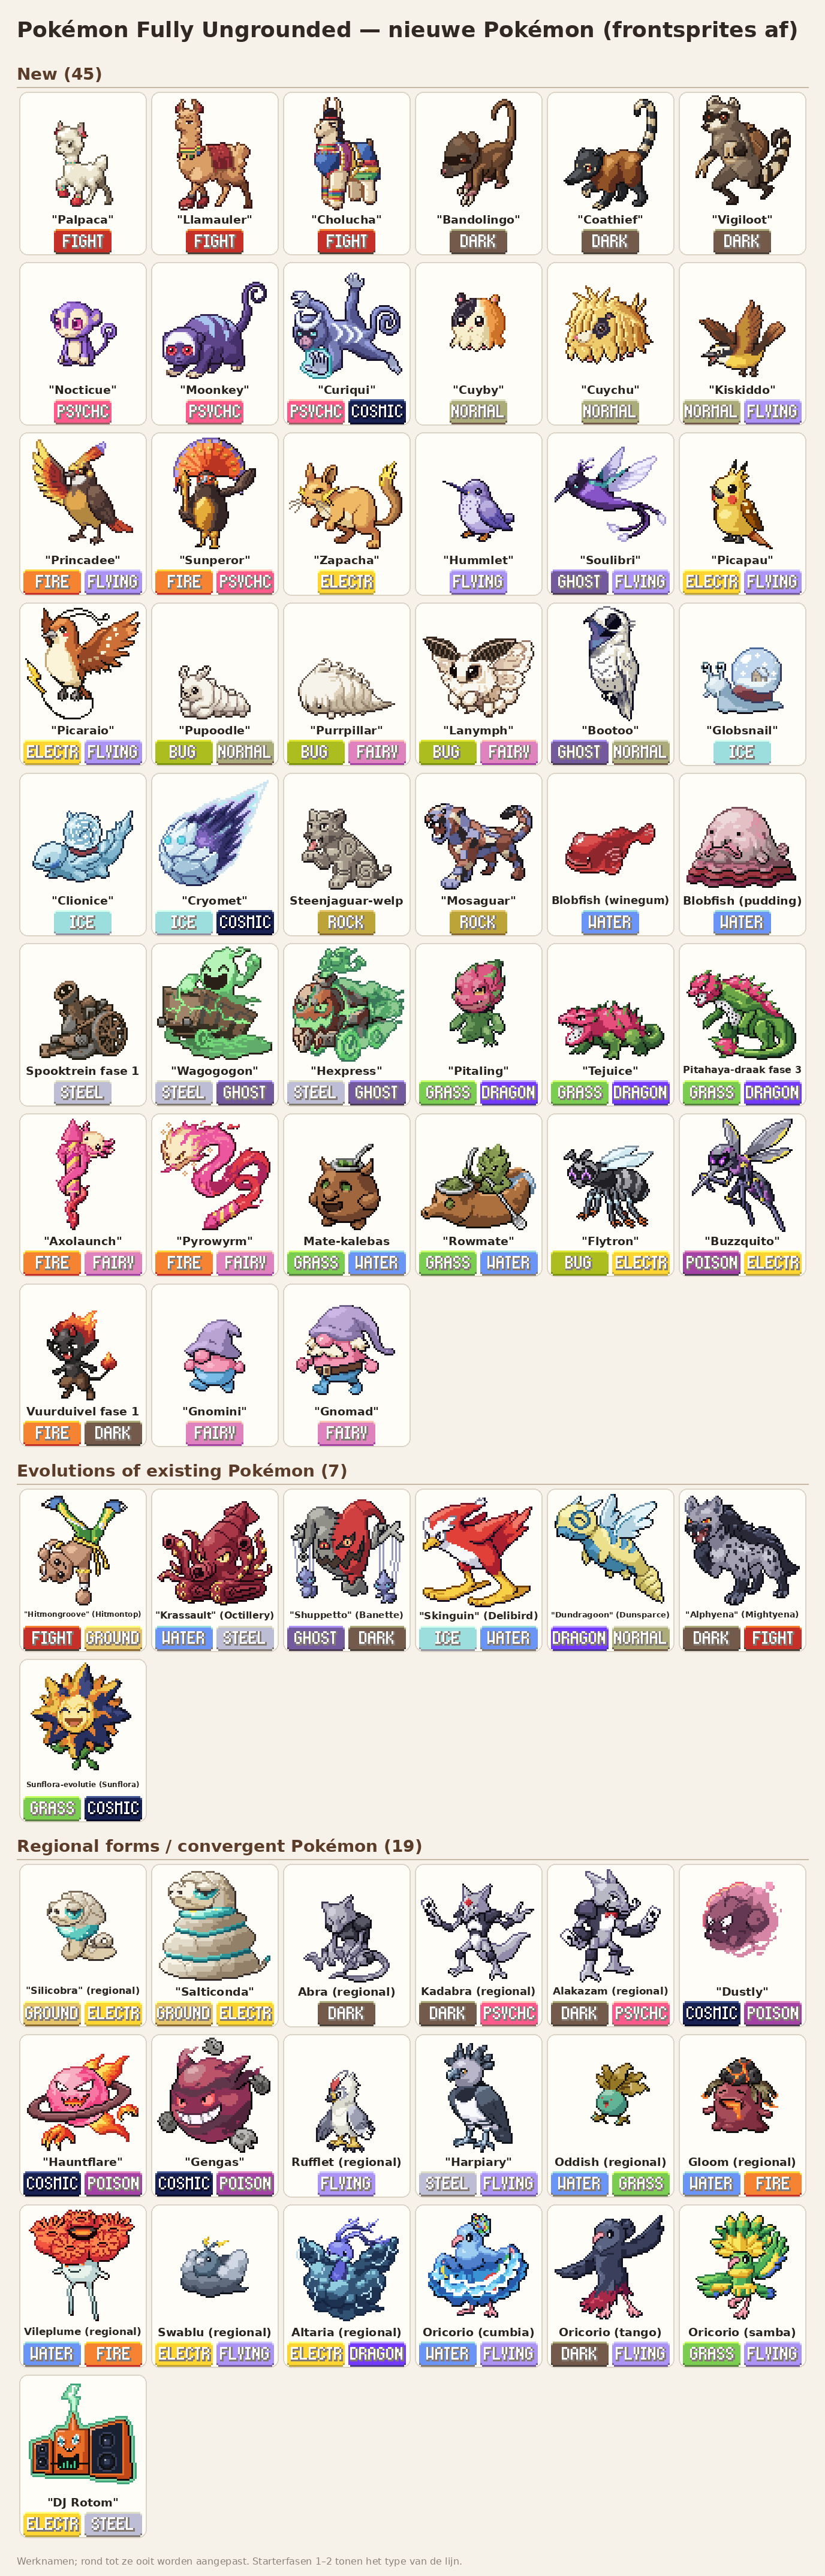 Pokémon Fully Ungrounded — nieuwe Pokémon (frontsprites af)
New (45)
"Palpaca" "Llamauler" "Cholucha" "Bandolingo" "Coathief" "Vigiloot"
FIGHT FIGHT FIGHT DARK DARK DARK
"Nocticue" "Moonkey" "Curiqui" "Cuyby" "Cuychu" "Kiskiddo"
PSYCHC PSYCHC PSYCHC COSMIC NORMAL NORMAL NORMAL FLYING
"Princadee" "Sunperor" "Zapacha" "Hummlet" "Soulibri" "Picapau"
FIRE FLYING FIRE PSYCHC ELECTR FLYING GHOST FLYING ELECTR FLYING
"Picaraio" "Pupoodle" "Purrpillar" "Lanymph" "Bootoo" "Globsnail"
ELECTR FLYING BUG NORMAL BUG FAIRY BUG FAIRY GHOST NORMAL ICE
"Clionice" "Cryomet" Steenjaguar-welp "Mosaguar" Blobfish (winegum) Blobfish (pudding)
ICE ICE COSMIC ROCK ROCK WATER WATER
Spooktrein fase 1 "Wagogogon" "Hexpress" "Pitaling" "Tejuice" Pitahaya-draak fase 3
STEEL STEEL GHOST STEEL GHOST GRASS DRAGON GRASS DRAGON GRASS DRAGON
"Axolaunch" "Pyrowyrm" Mate-kalebas "Rowmate" "Flytron" "Buzzquito"
FIRE FAIRY FIRE FAIRY GRASS WATER GRASS WATER BUG ELECTR POISON ELECTR
Vuurduivel fase 1 "Gnomini" "Gnomad"
FIRE DARK FAIRY FAIRY
Evolutions of existing Pokémon (7)
"Hitmongroove" (Hitmontop) "Krassault" (Octillery) "Shuppetto" (Banette) "Skinguin" (Delibird) "Dundragoon" (Dunsparce) "Alphyena" (Mightyena)
FIGHT GROUND WATER STEEL GHOST DARK ICE WATER DRAGON NORMAL DARK FIGHT
Sunflora-evolutie (Sunflora)
GRASS COSMIC
Regional forms / convergent Pokémon (19)
"Silicobra" (regional) "Salticonda" Abra (regional) Kadabra (regional) Alakazam (regional) "Dustly"
GROUND ELECTR GROUND ELECTR DARK DARK PSYCHC DARK PSYCHC COSMIC POISON
"Hauntflare" "Gengas" Rufflet (regional) "Harpiary" Oddish (regional) Gloom (regional)
COSMIC POISON COSMIC POISON FLYING STEEL FLYING WATER GRASS WATER FIRE
Vileplume (regional) Swablu (regional) Altaria (regional) Oricorio (cumbia) Oricorio (tango) Oricorio (samba)
WATER FIRE ELECTR FLYING ELECTR DRAGON WATER FLYING DARK FLYING GRASS FLYING
"DJ Rotom"
ELECTR STEEL
Werknamen; rond tot ze ooit worden aangepast. Starterfasen 1–2 tonen het type van de lijn.